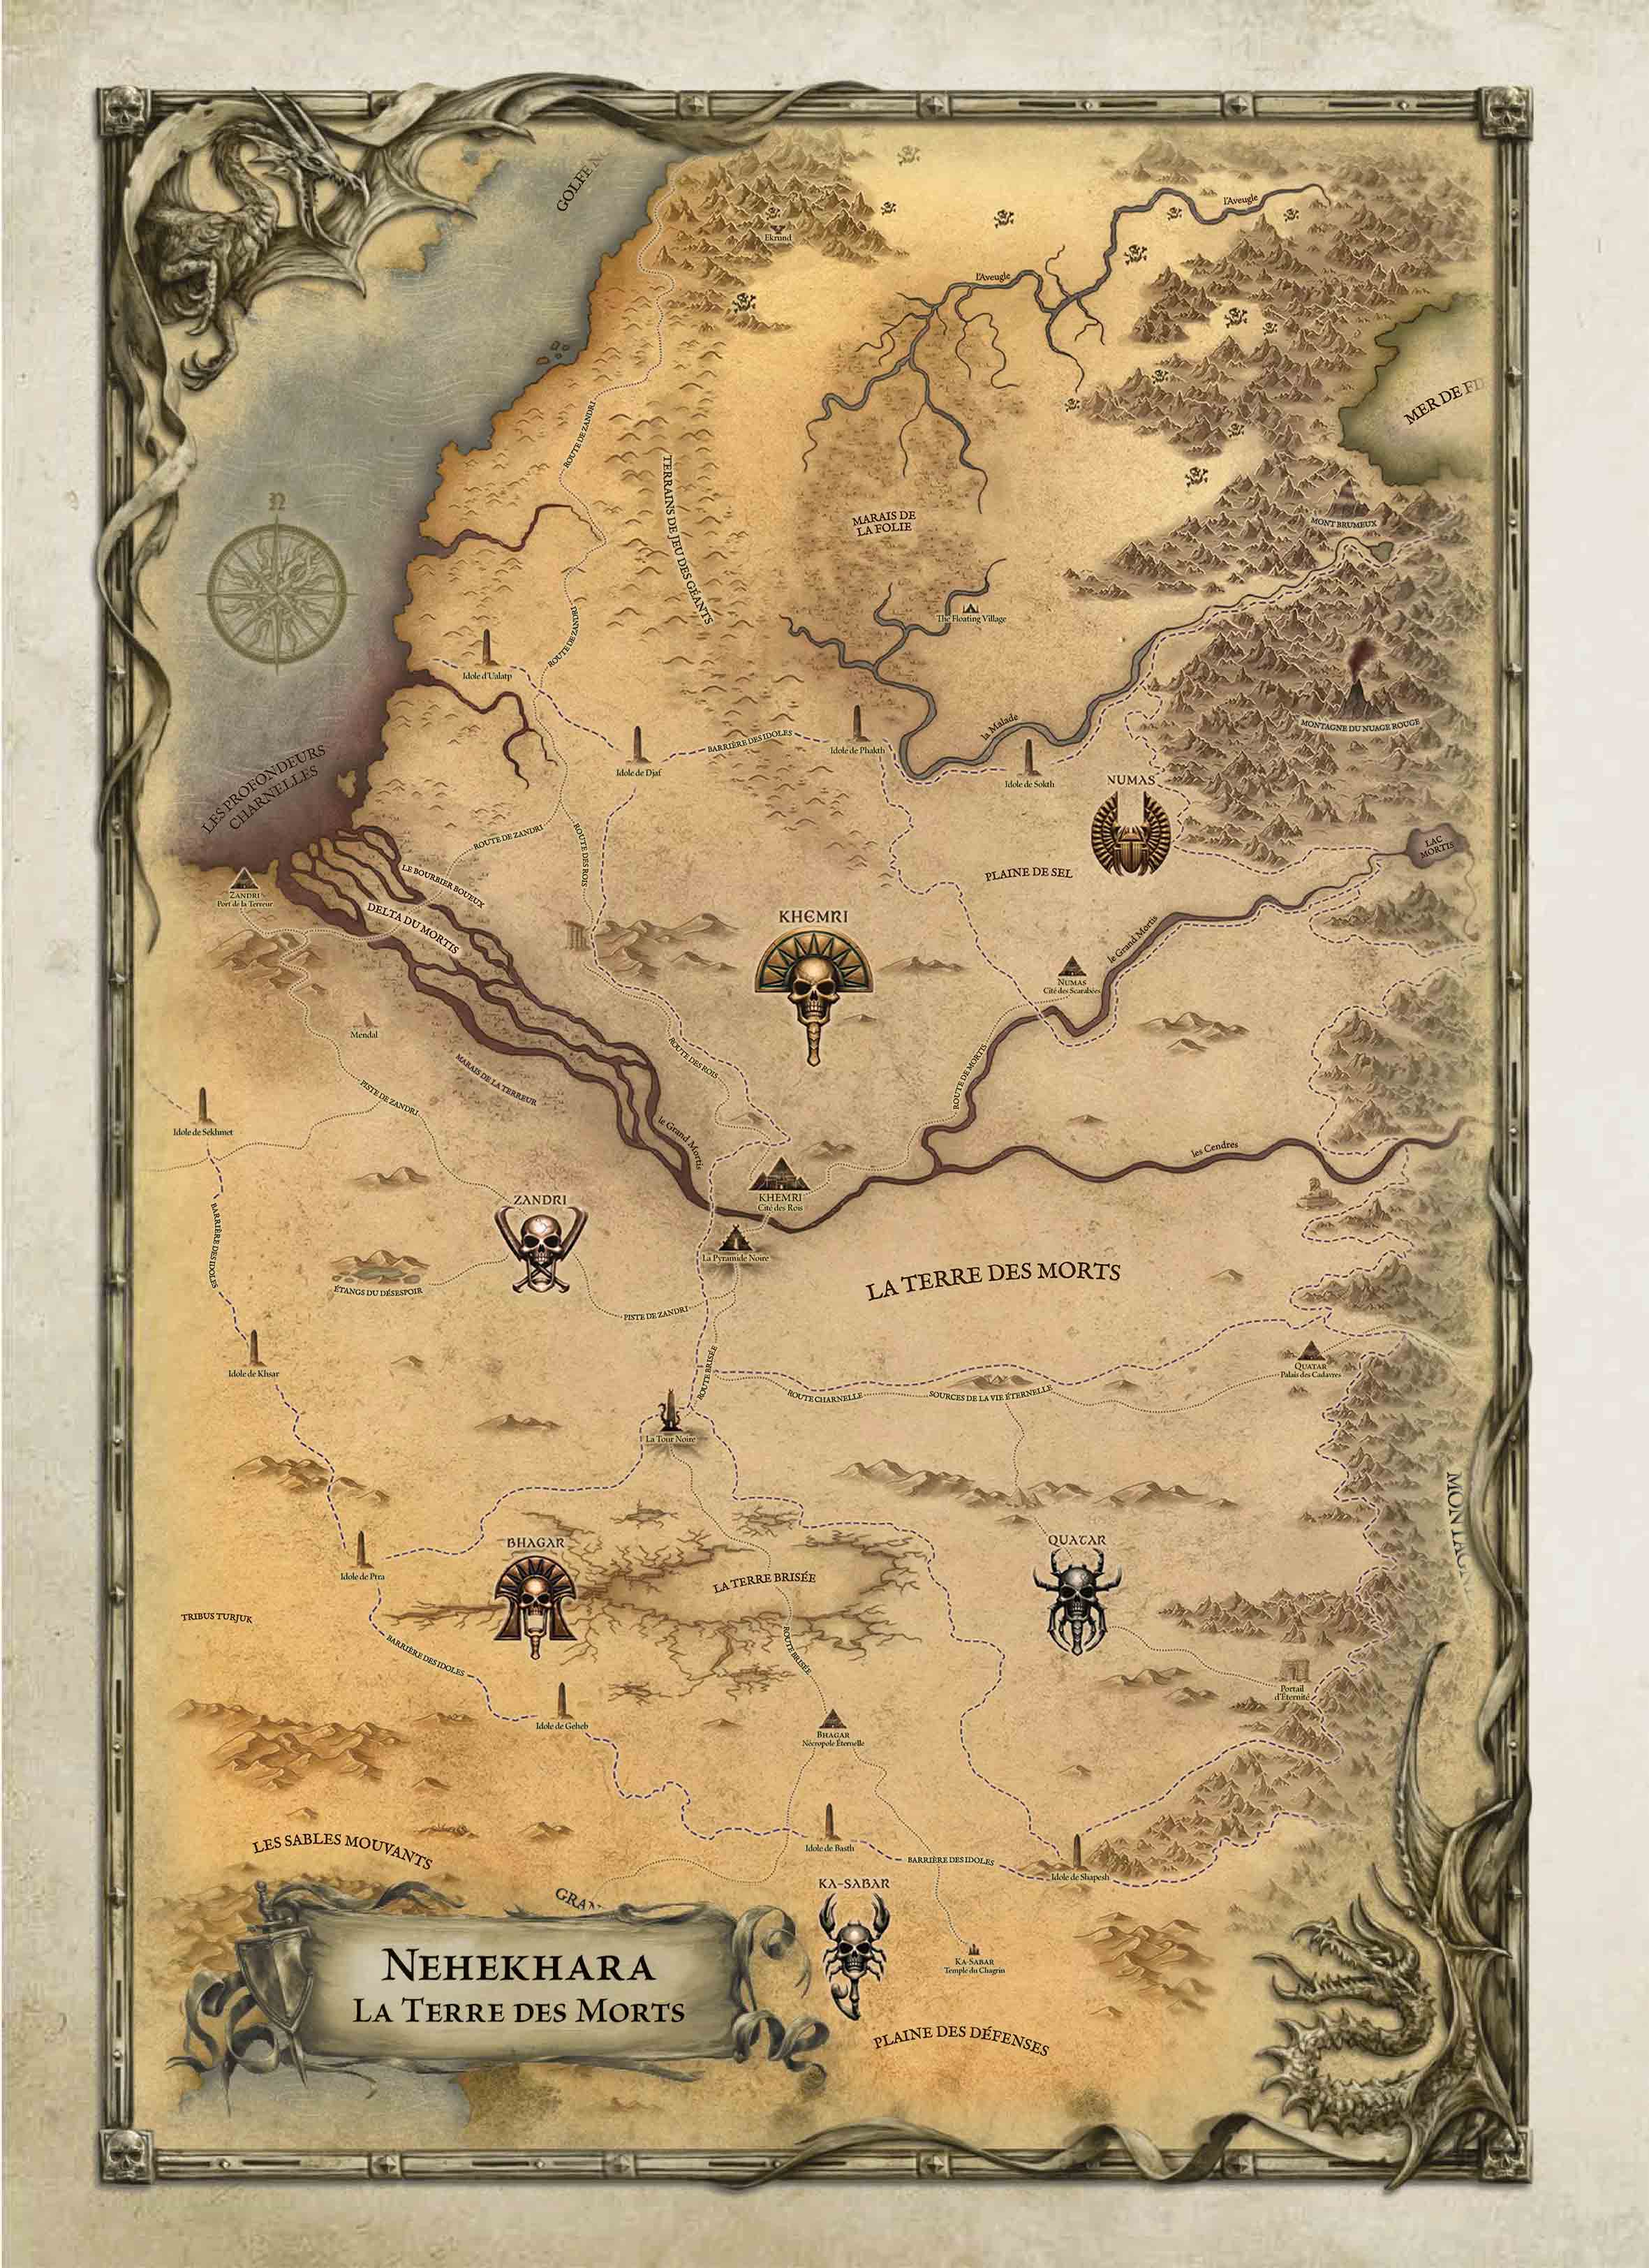 GOLFE
l'Aveugle
Ekrund
l'Aveugle
MER DE
ROUTE DE ZANDRI
TERRAINS DE JEU DES GÉANTS
MARAIS DE
LA FOLIE
MONT BRUMEUX
N
The Floating Village
ROUTE DE ZANDRI
Idole d'Ualatp
MONTAGNE DU NUAGE ROUGE
la Malade
BARRIÈRE DES IDOLES
Idole de Phakth
Idole de Djaf
Idole de Sokth
NUMAS
LES PROFONDEURS
CHARNELLES
ROUTE DE ZANDRI
ROUTE DES ROIS
LAC
MORTIS
PLAINE DE SEL
LE BOURBIER BOUEUX
ZANDRI
Port de la Terreur
DELTA DU MORTIS
KHEMRI
le Grand Mortis
NUMAS
Cité des Scarabées
Mendal
ROUTE DES ROIS
MARAIS DE LA TERREUR
ROUTE DE MORTIS
PISTE DE ZANDRI
Idole de Sekhmet
le Grand Mortis
les Cendres
KHEMRI
Cité des Rois
ZANDRI
BARRIÈRE DES IDOLES
La Pyramide Noire
LA TERRE DES MORTS
ÉTANGS DU DÉSESPOIR
PISTE DE ZANDRI
Idole de Khsar
ROUTE BRISÉE
QUATAR
Palais des Cadavres
ROUTE CHARNELLE
SOURCES DE LA VIE ÉTERNELLE
La Tour Noire
BHAGAR
QUATAR
Idole de Ptra
LA TERRE BRISÉE
TRIBUS TURJUK
BARRIÈRE DES IDOLES
ROUTE BRISÉE
Portail
d'Éternité
Idole de Geheb
BHAGAR
Nécropole Éternelle
LES SABLES MOUVANTS
Idole de Basth
BARRIÈRE DES IDOLES
Idole de Shapesh
KA-SABAR
KA-SABAR
Temple du Chagrin
NEHEKHARA
LA TERRE DES MORTS
PLAINE DES DÉFENSES